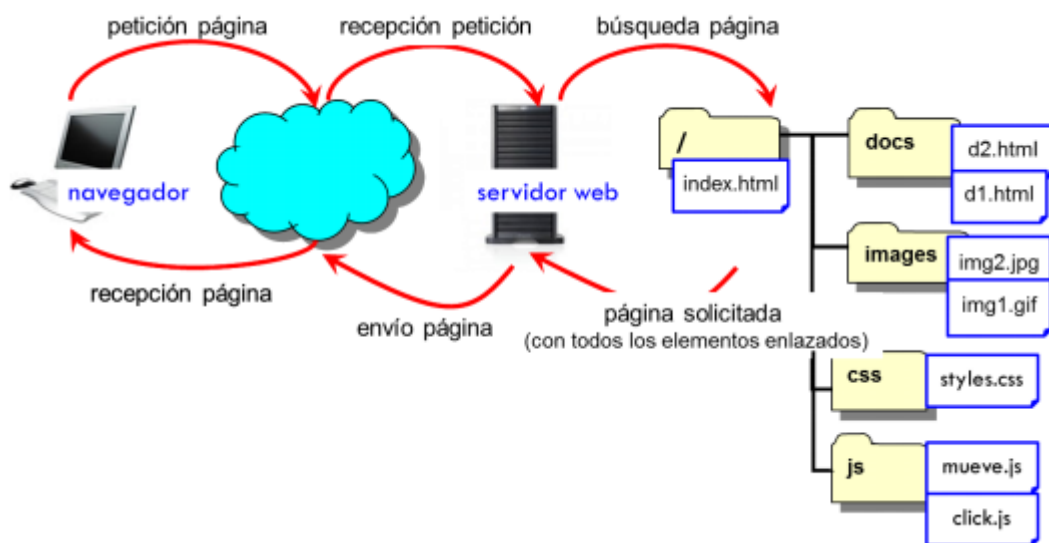 petición página
recepción petición
búsqueda página
navegador
servidor web
/
index.html
docs
d2.html
d1.html
images
img2.jpg
img1.gif
recepción página
envío página
página solicitada
(con todos los elementos enlazados)
css
styles.css
js
mueve.js
click.js